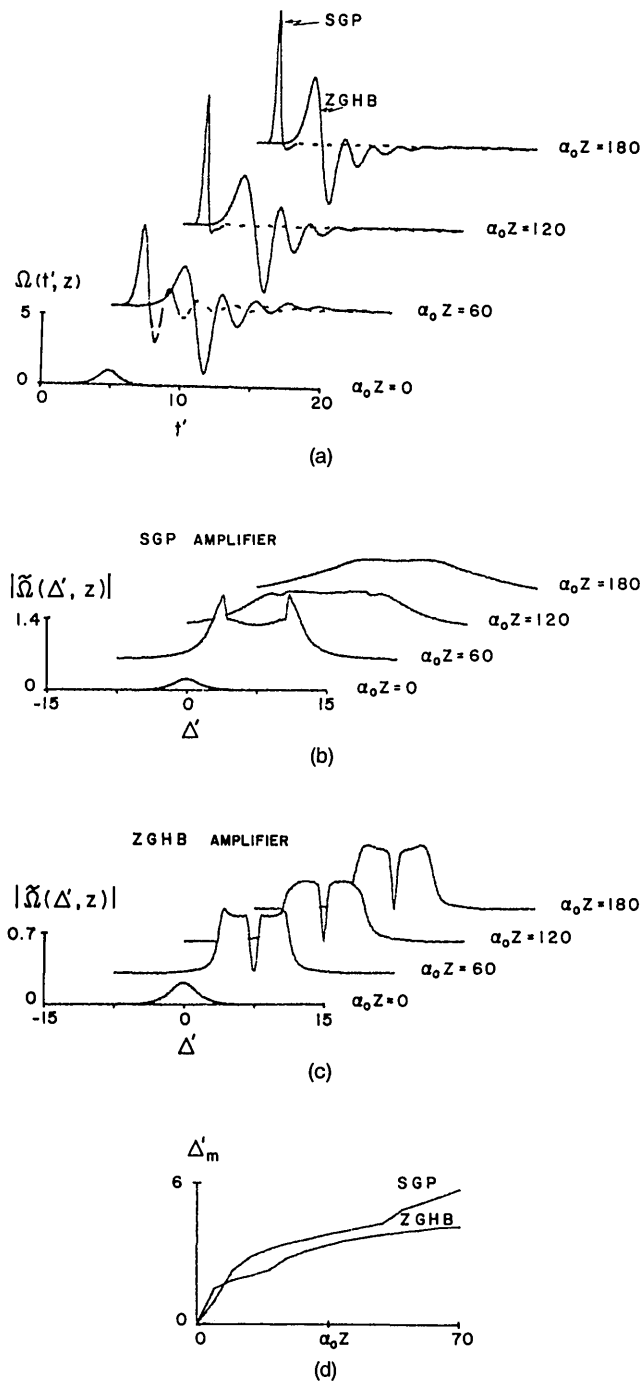 SGP
ZGHB
α₀Z = 180
α₀Z = 120
Ω(t′, z)
5
α₀Z = 60
0
α₀Z = 0
0
10
20
t′
(a)
SGP AMPLIFIER
|Ω̃(Δ′, z)|
α₀Z = 180
1.4
α₀Z = 120
α₀Z = 60
0
α₀Z = 0
-15
0
15
Δ′
(b)
ZGHB AMPLIFIER
|Ω̃(Δ′, z)|
α₀Z = 180
0.7
α₀Z = 120
α₀Z = 60
0
α₀Z = 0
-15
0
15
Δ′
(c)
Δ′m
6
SGP
ZGHB
0
0
α₀Z
70
(d)